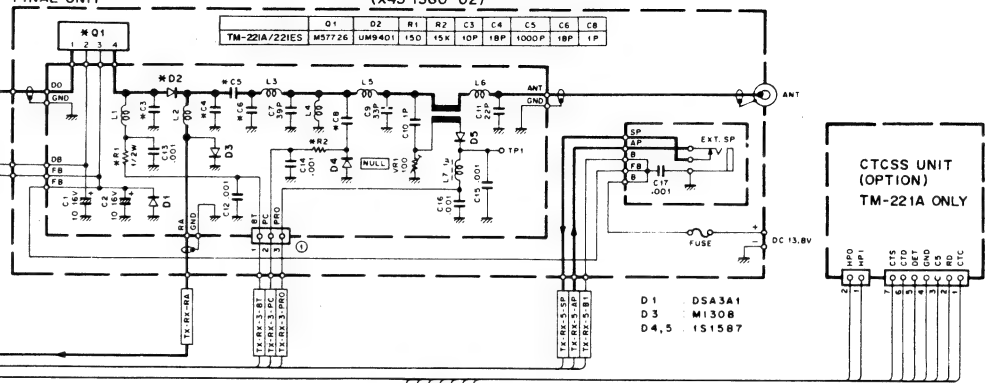 FINAL UNIT
(X45-1380-02)
Q1 D2 R1 R2 C3 C4 C5 C6 C8
TM-221A/221ES M57726 UM9401 150 15K 10P 18P 1000P 18P 1P
*Q1
1 2 3 4
DO
GND
*D2
*C5
L3
L5
L6
ANT
GND
ANT
L1
*C3
L2
*C4
*C6
C7 39P
L4
*C8
C9 33P
C10 1P
C11 22P
D5
TP1
*R1 1/2W
C13 .001
D3
*R2
C14 .001
D4
NULL
VR1 100
L7 1μ
C15 .001
C16 .001
C12 .001
DB
FB
FB
C1 10 16V
C2 10 16V
D1
RA
GND
8T
PC
PRO
1 2 3
①
SP
AP
B
FB
B
EXT. SP
C17 .001
FUSE
+
-
DC 13.8V
CTCSS UNIT
(OPTION)
TM-221A ONLY
HPO
HPI
2 1
CTS
CTD
DET
GND
C5
RD
CTC
7 6 5 4 3 2 1
TX-RX-RA
TX-RX-3-8T
TX-RX-3-PC
TX-RX-3-PRO
TX-RX-5-SP
TX-RX-5-AP
TX-RX-5-B1
D1 : DSA3A1
D3 : MI308
D4,5 : 1S1587